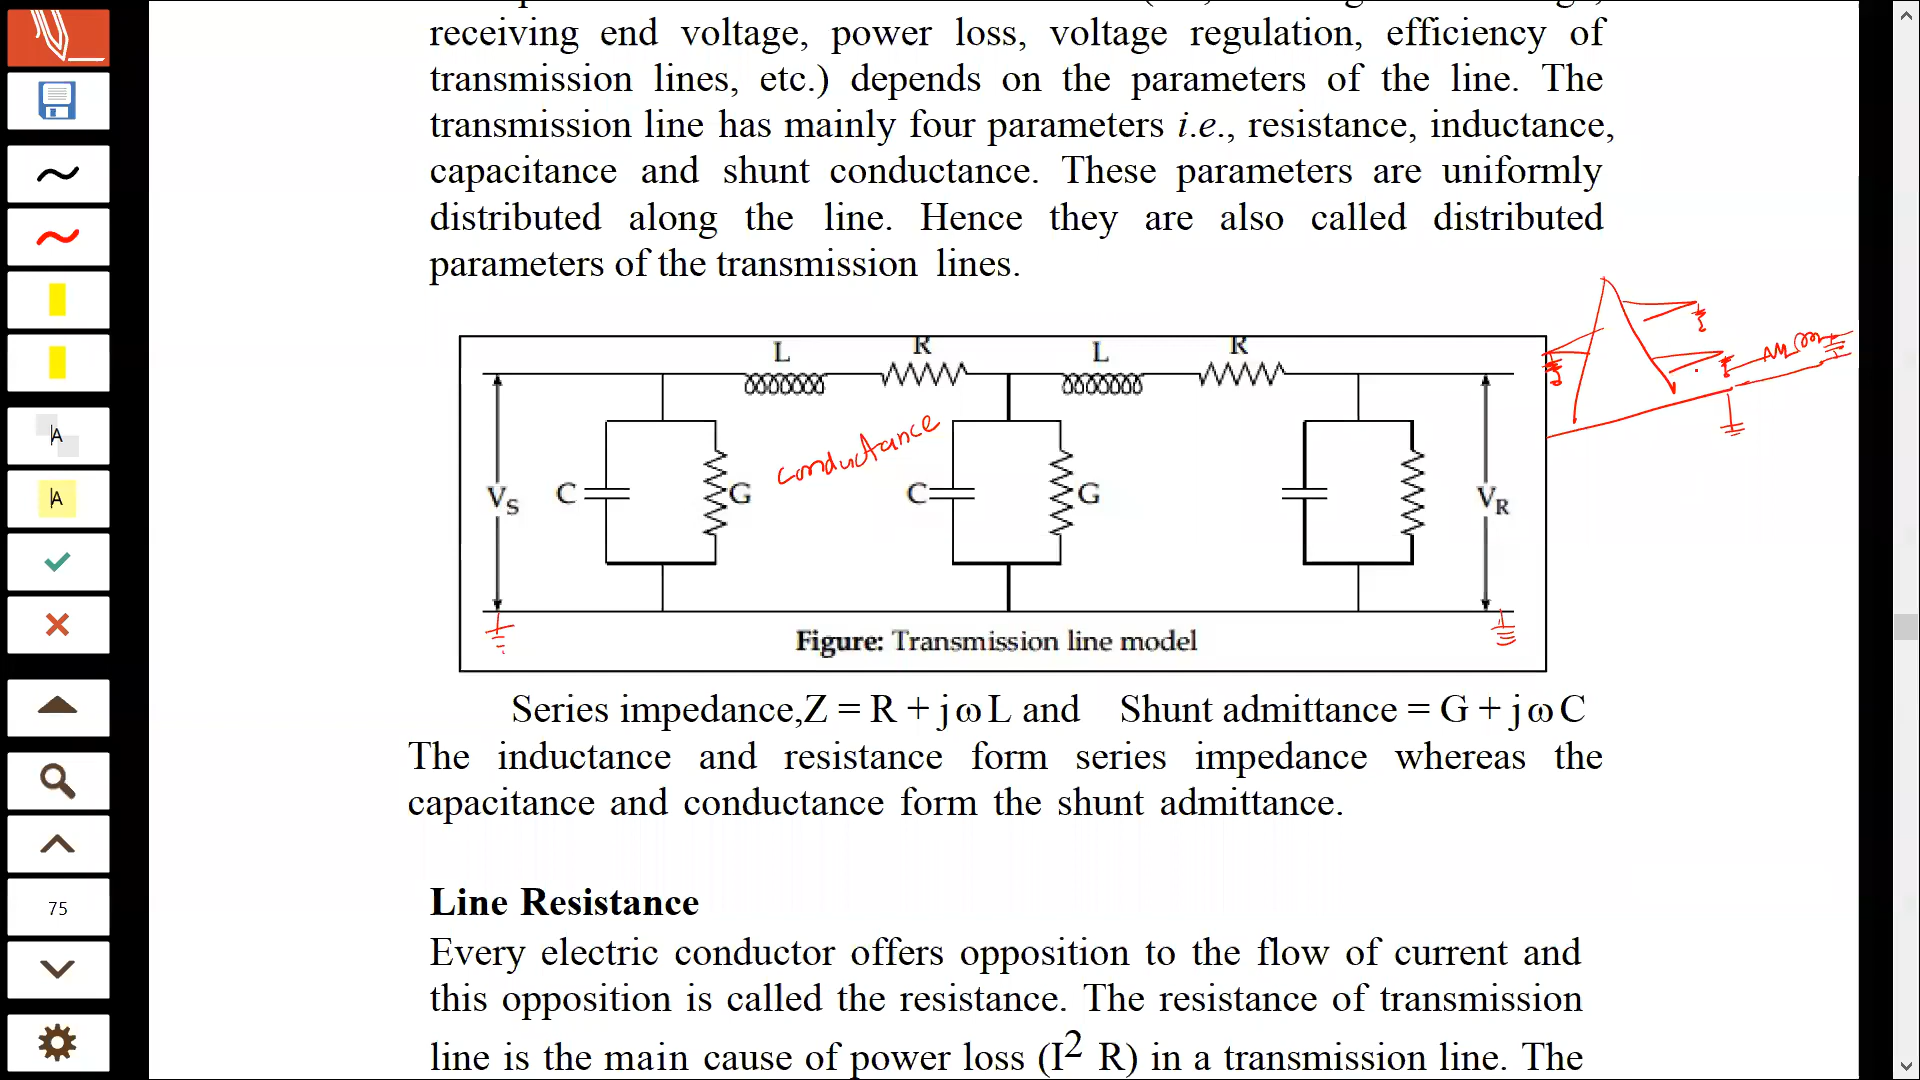 receiving end voltage, power loss, voltage regulation, efficiency of
transmission lines, etc.) depends on the parameters of the line. The
transmission line has mainly four parameters i.e., resistance, inductance,
capacitance and shunt conductance. These parameters are uniformly
distributed along the line. Hence they are also called distributed
parameters of the transmission lines.
L R L R
conductance
VS C G C G VR
Figure: Transmission line model
Series impedance,Z = R + jωL and Shunt admittance = G + jωC
The inductance and resistance form series impedance whereas the
capacitance and conductance form the shunt admittance.
Line Resistance
Every electric conductor offers opposition to the flow of current and
this opposition is called the resistance. The resistance of transmission
line is the main cause of power loss (I² R) in a transmission line. The
A
A
75